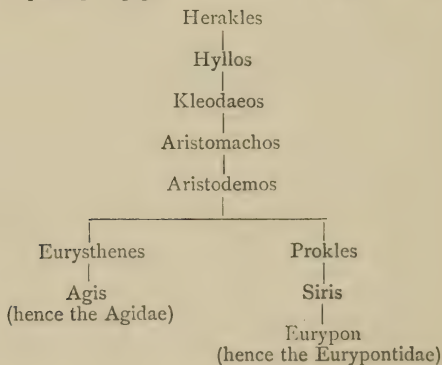 Herakles
Hyllos
Kleodaeos
Aristomachos
Aristodemos
Eurysthenes Prokles
Agis Siris
(hence the Agidae)
Eurypon
(hence the Eurypontidae)